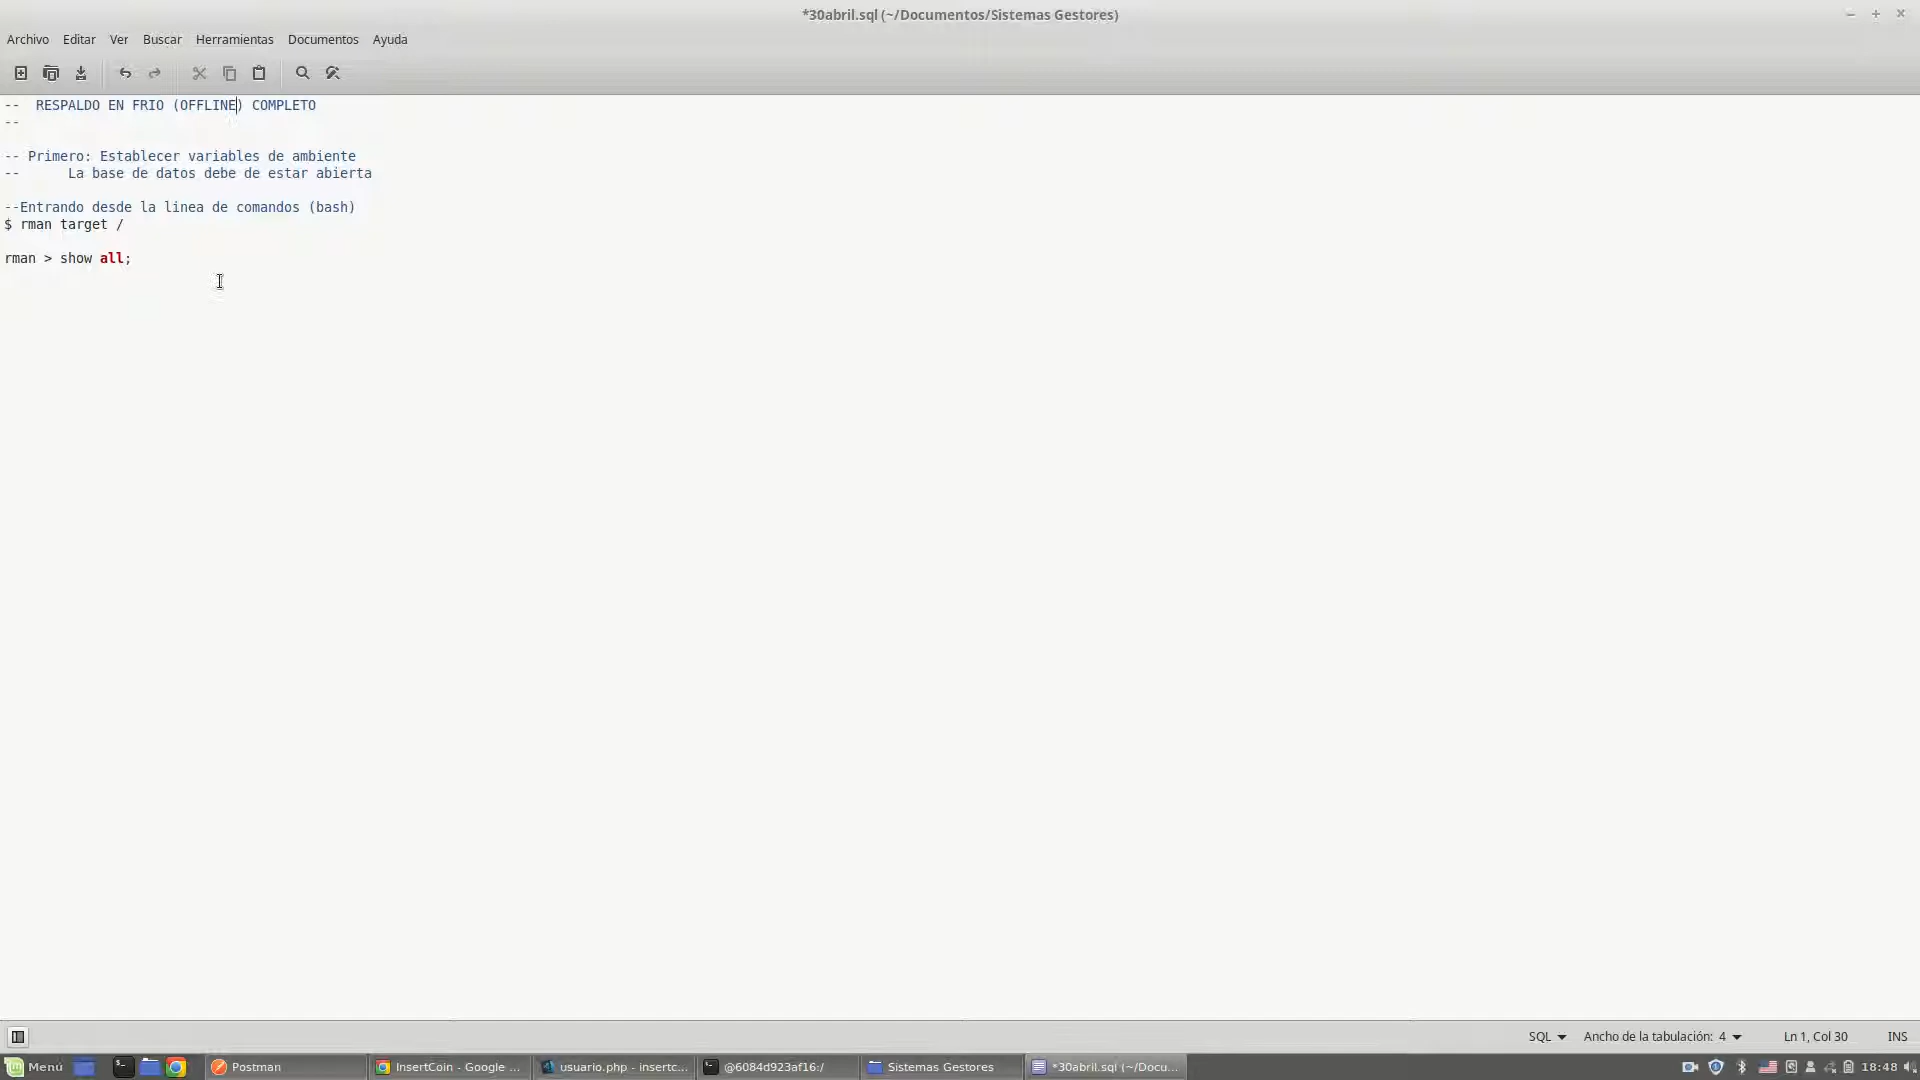 *30abril.sql (~/Documentos/Sistemas Gestores)
Archivo Editar Ver Buscar Herramientas Documentos Ayuda
--  RESPALDO EN FRIO (OFFLINE) COMPLETO
--
-- Primero: Establecer variables de ambiente
--      La base de datos debe de estar abierta
--Entrando desde la linea de comandos (bash)
$ rman target /
rman > show all;
SQL Ancho de la tabulación: 4 Ln 1, Col 30 INS
Menú Postman InsertCoin - Google ... usuario.php - insertc... @6084d923af16:/ Sistemas Gestores *30abril.sql (~/Docu... 18:48